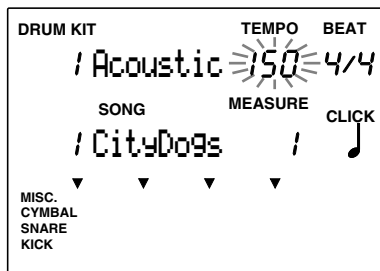 DRUM KIT TEMPO BEAT
1 Acoustic 150 4/4
SONG MEASURE CLICK
1 CityDogs 1
MISC.
CYMBAL
SNARE
KICK